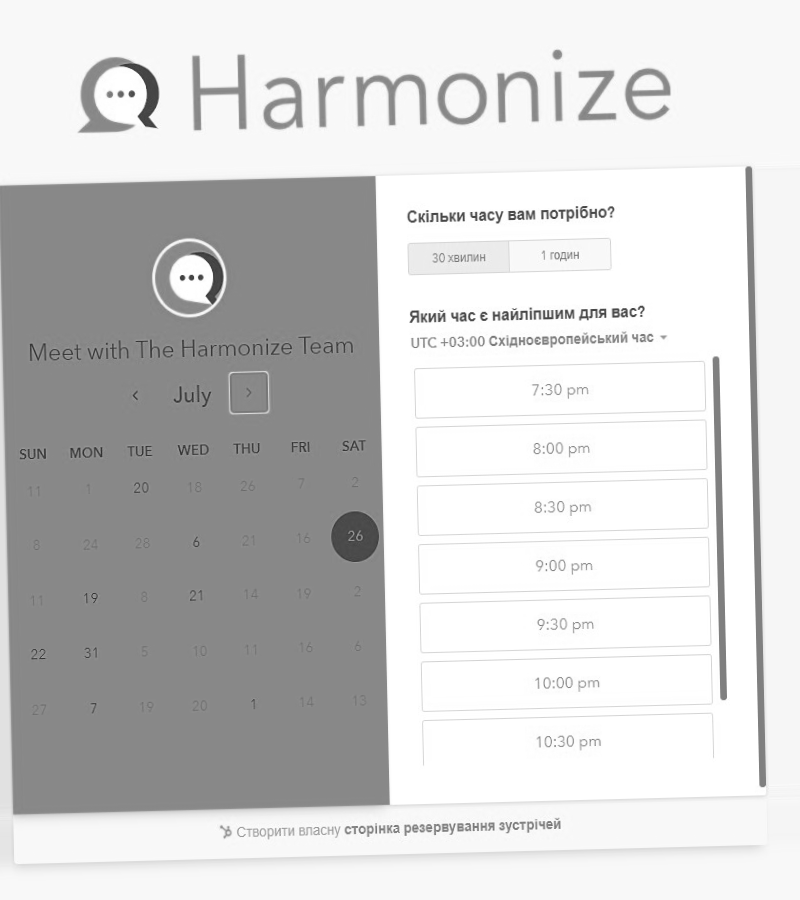 Harmonize
Meet with The Harmonize Team
July
SUN MON TUE WED THU FRI SAT
11 1 20 18 26 7 2
8 24 28 6 21 16 26
11 19 8 21 14 19 2
22 31 5 10 11 16 6
27 7 19 20 1 14 13
Скільки часу вам потрібно?
30 хвилин 1 годин
Який час є найліпшим для вас?
UTC +03:00 Східноєвропейський час
7:30 pm
8:00 pm
8:30 pm
9:00 pm
9:30 pm
10:00 pm
10:30 pm
Створити власну сторінка резервування зустрічей